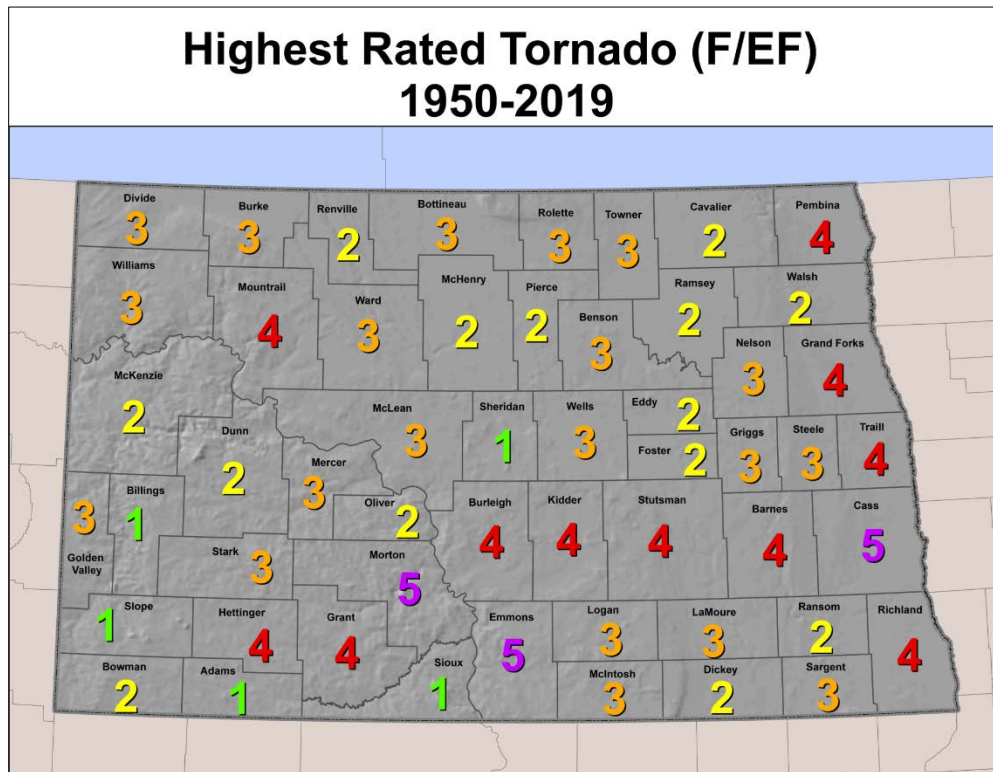 Highest Rated Tornado (F/EF)
1950-2019
Divide
3
Burke
3
Renville
2
Bottineau
3
Rolette
3
Towner
3
Cavalier
2
Pembina
4
Williams
3
Mountrail
4
Ward
3
McHenry
2
Pierce
2
Benson
3
Ramsey
2
Walsh
2
McKenzie
2
Dunn
2
McLean
3
Sheridan
1
Wells
3
Eddy
2
Foster
2
Nelson
3
Grand Forks
4
Griggs
3
Steele
3
Traill
4
3
Golden
Valley
Billings
1
Mercer
3
Oliver
2
Burleigh
4
Kidder
4
Stutsman
4
Barnes
4
Cass
5
Stark
3
Morton
5
Slope
1
Hettinger
4
Grant
4
Emmons
5
Logan
3
LaMoure
3
Ransom
2
Richland
4
Bowman
2
Adams
1
Sioux
1
McIntosh
3
Dickey
2
Sargent
3